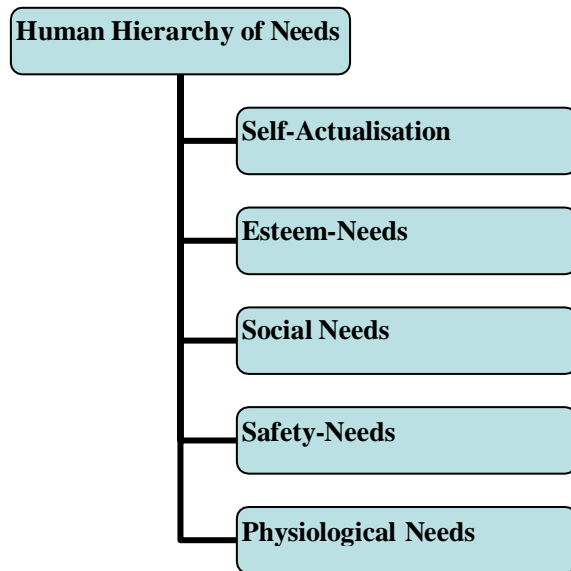 Human Hierarchy of Needs
Self-Actualisation
Esteem-Needs
Social Needs
Safety-Needs
Physiological Needs